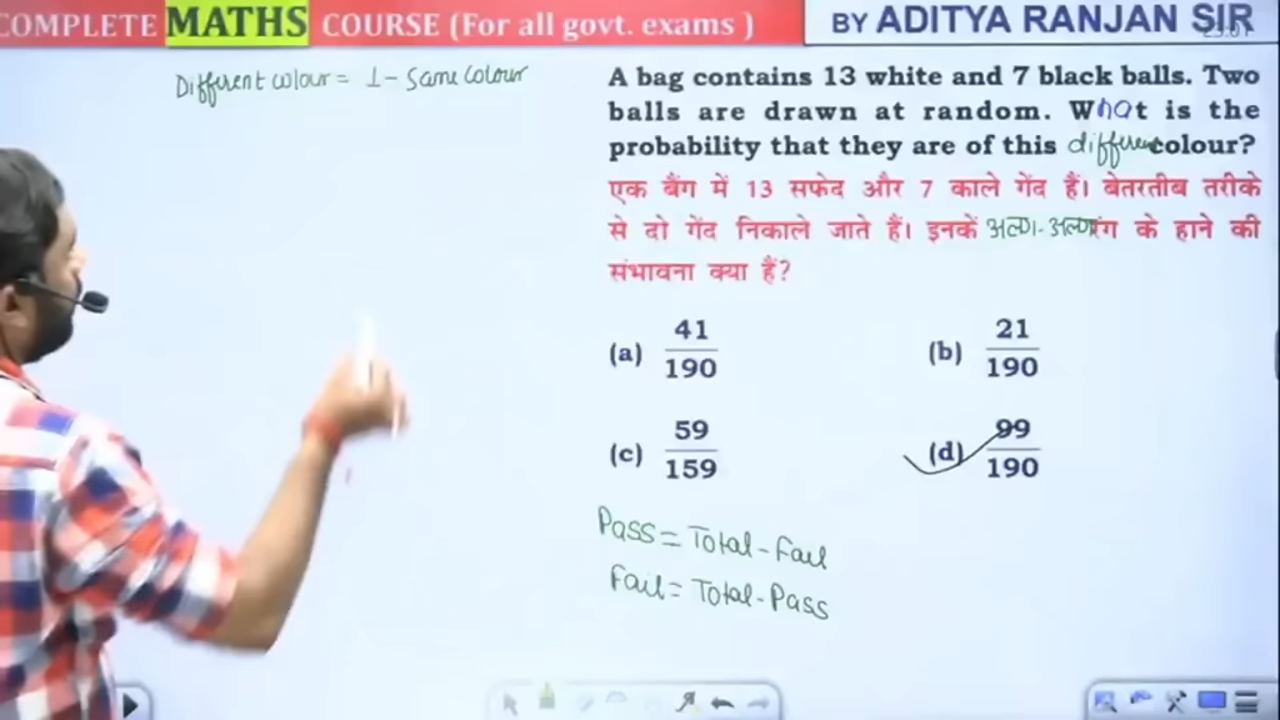 COMPLETE MATHS COURSE (For all govt. exams )
BY ADITYA RANJAN SIR
Different colour = 1 - Same Colour
A bag contains 13 white and 7 black balls. Two
balls are drawn at random. What is the
probability that they are of this different colour?
एक बैंग में 13 सफेद और 7 काले गेंद हैं। बेतरतीब तरीके
से दो गेंद निकाले जाते हैं। इनकें अलग-अलग रंग के हाने की
संभावना क्या हैं?
(a) 41/190
(b) 21/190
(c) 59/159
(d) 99/190
Pass = Total - Fail
Fail = Total - Pass